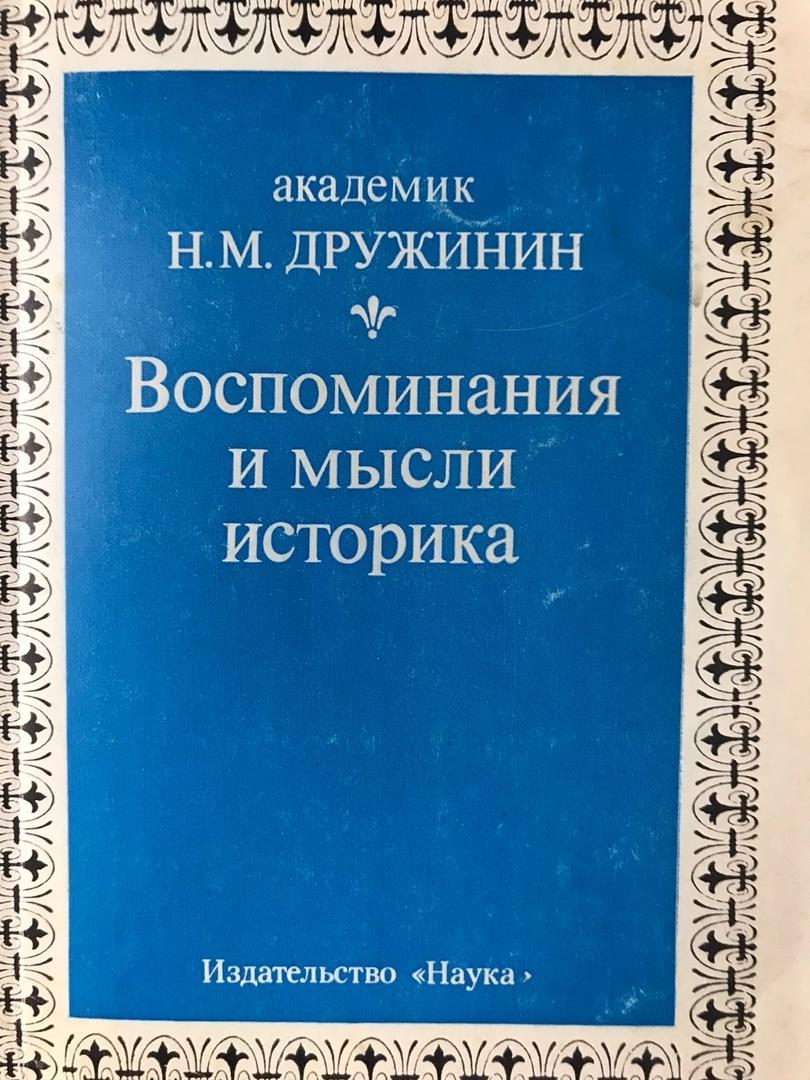 академик
Н.М. ДРУЖИНИН
Воспоминания
и мысли
историка
Издательство «Наука›